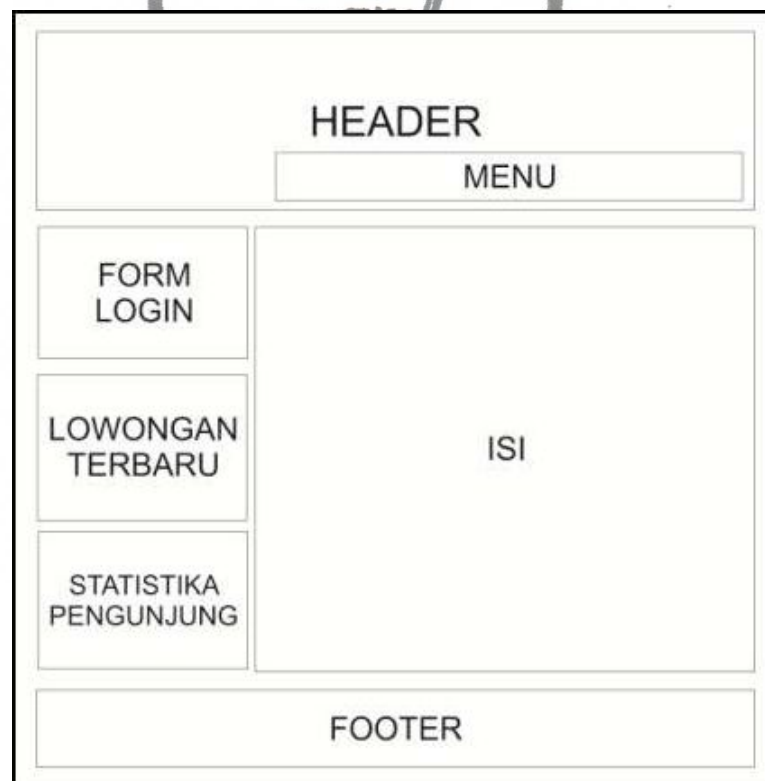 HEADER
MENU
FORM
LOGIN
LOWONGAN
TERBARU
ISI
STATISTIKA
PENGUNJUNG
FOOTER